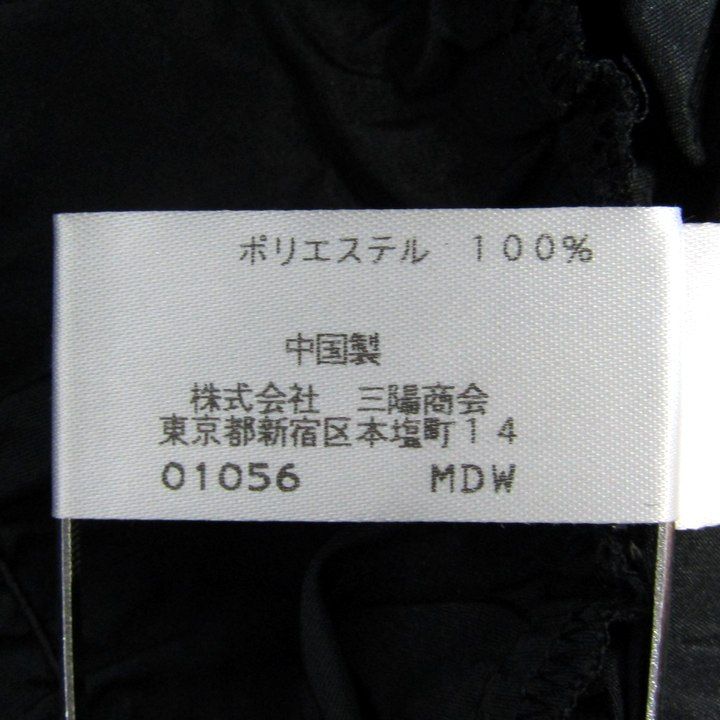 ポリエステル １００％
中国製
株式会社 三陽商会
東京都新宿区本塩町１４
01056 MDW